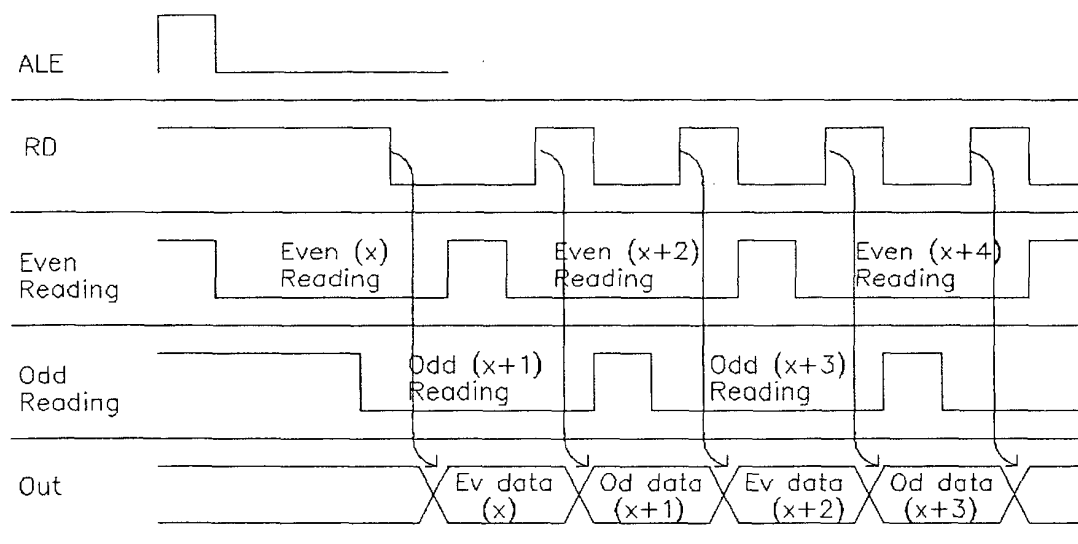 ALE
RD
Even
Reading
Even (x)
Reading
Even (x+2)
Reading
Even (x+4)
Reading
Odd
Reading
Odd (x+1)
Reading
Odd (x+3)
Reading
Out
Ev data
(x)
Od data
(x+1)
Ev data
(x+2)
Od data
(x+3)